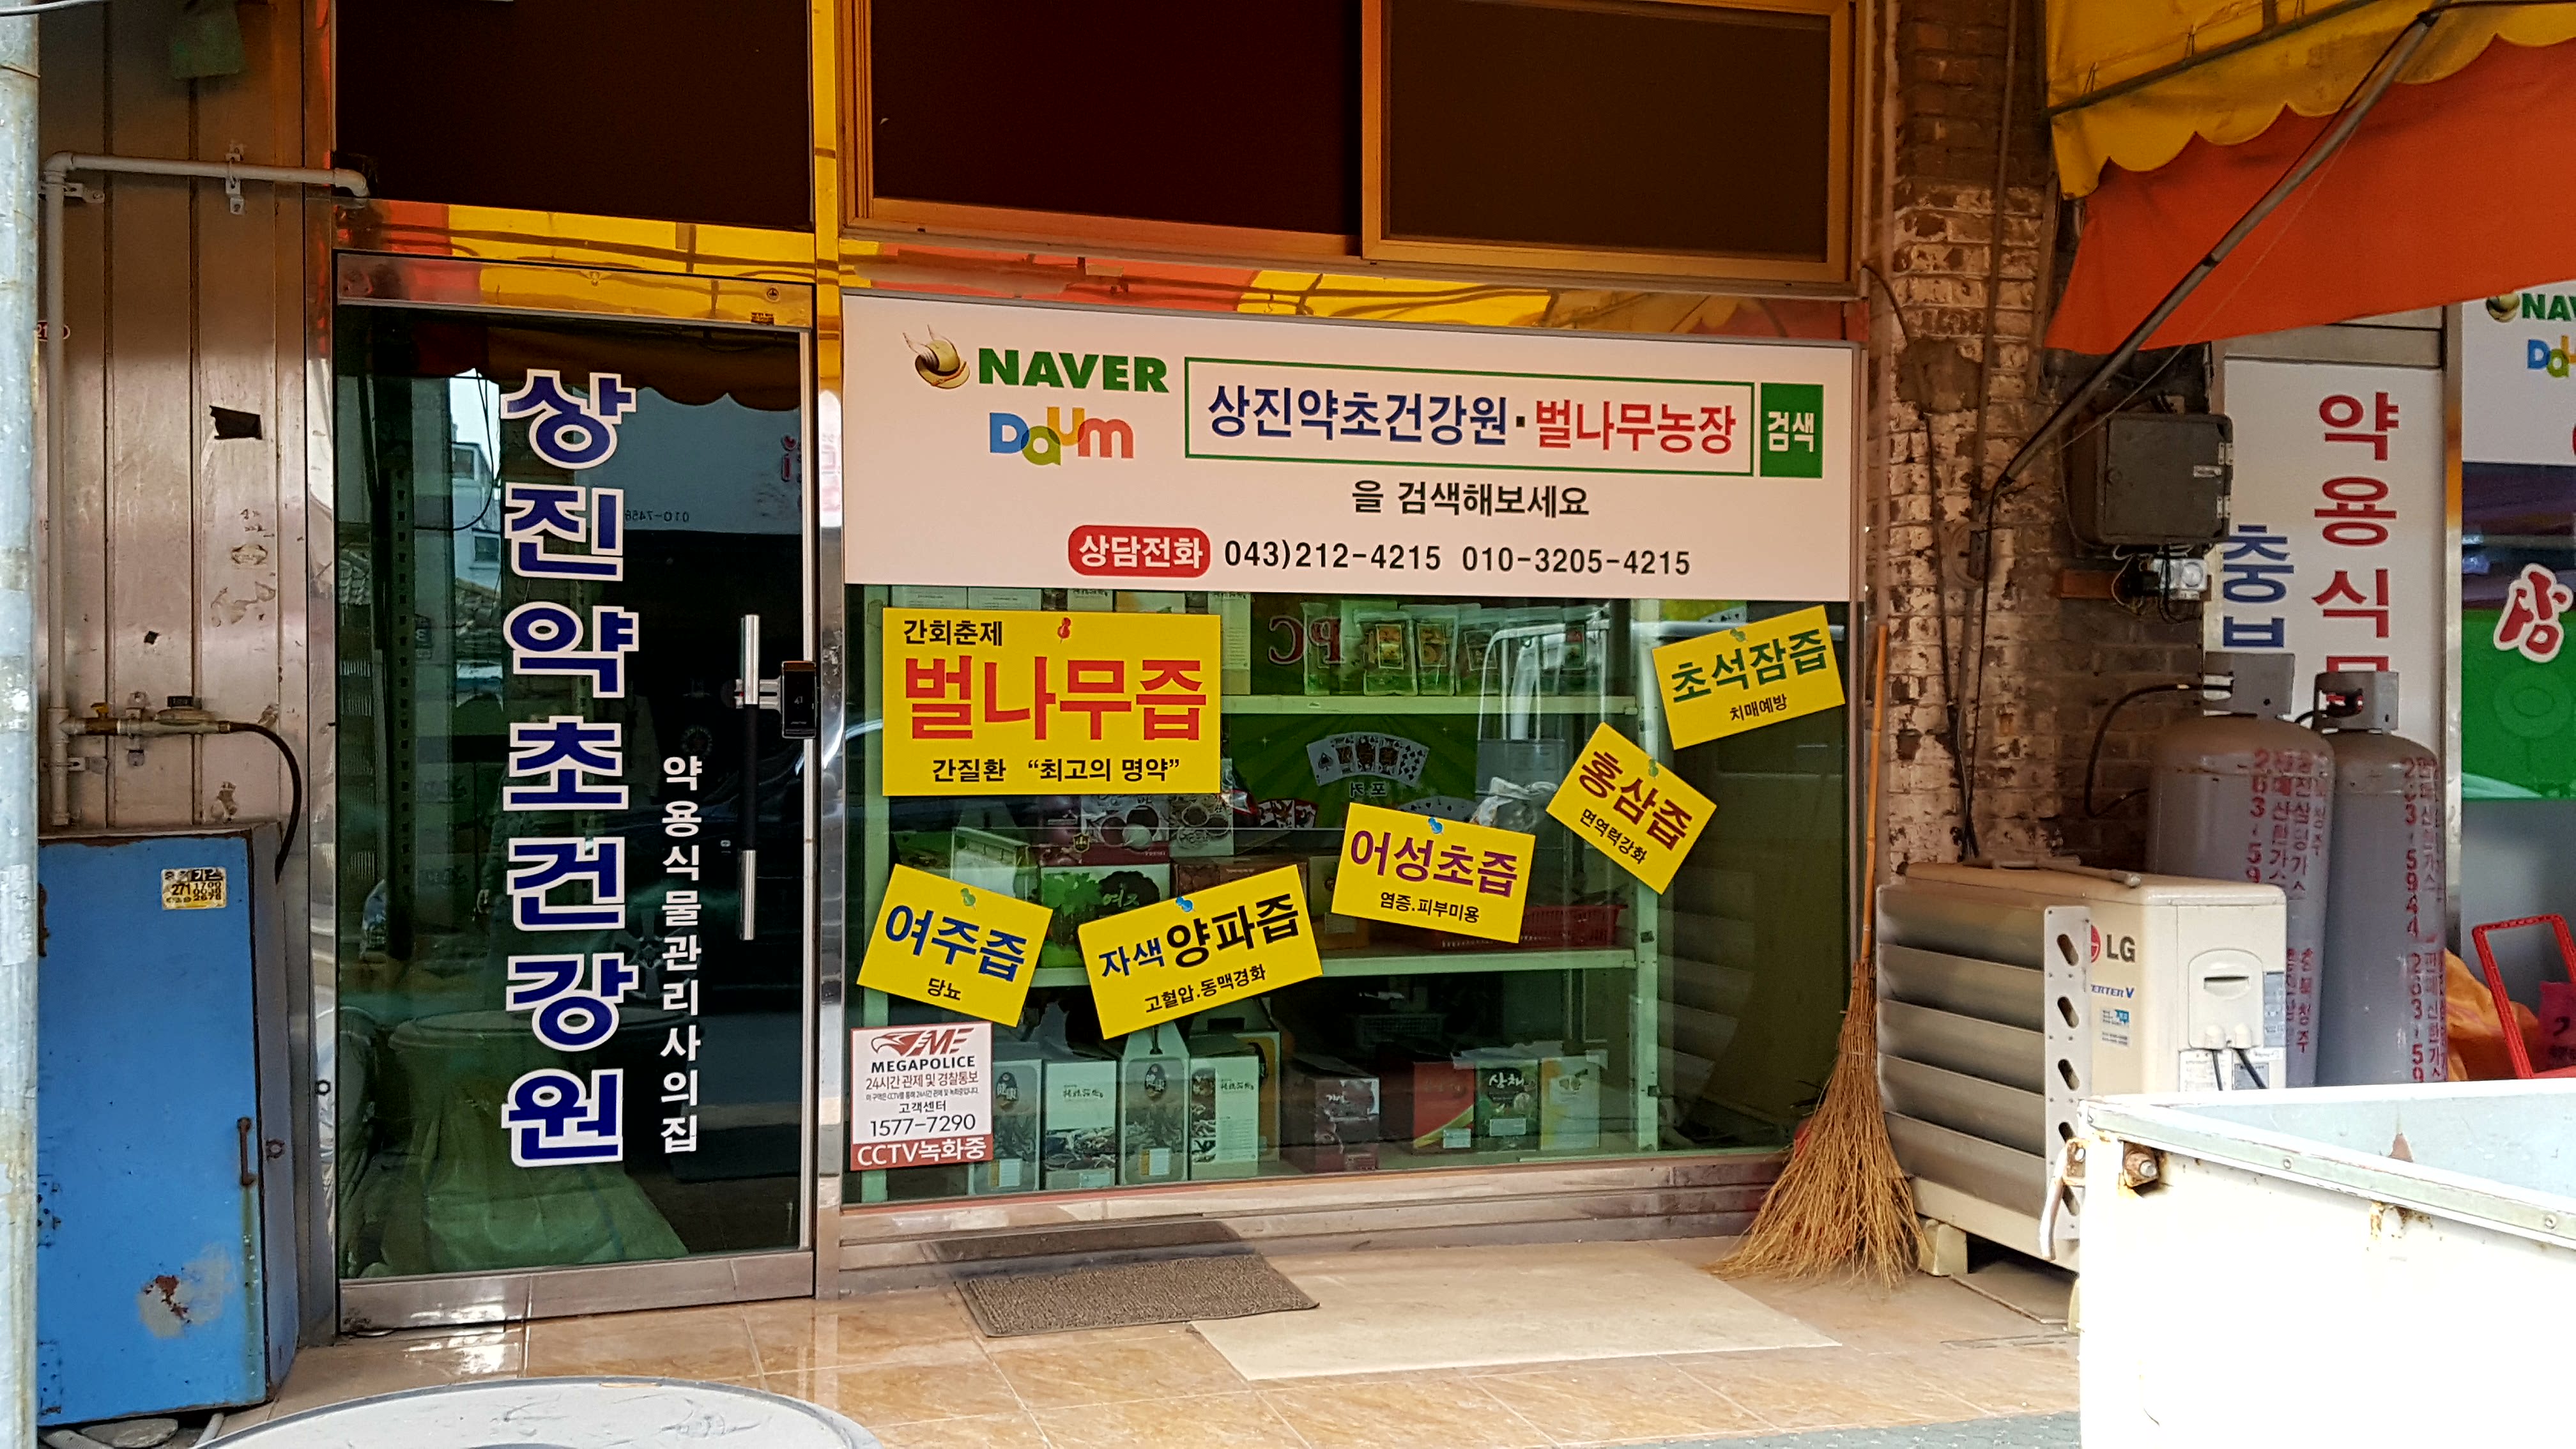 상진약초건강원
약용식물관리사의집
NAVER
Daum
상진약초건강원·벌나무농장 검색
을 검색해보세요
상담전화 043)212-4215 010-3205-4215
간회춘제
벌나무즙
간질환 “최고의 명약”
초석잠즙
치매예방
홍삼즙
면역력강화
어성초즙
염증.피부미용
자색양파즙
고혈압.동맥경화
여주즙
당뇨
MEGAPOLICE
24시간 관제 및 경찰통보
고객센터
1577-7290
CCTV녹화중
약용식
충
삼
LG
NAV